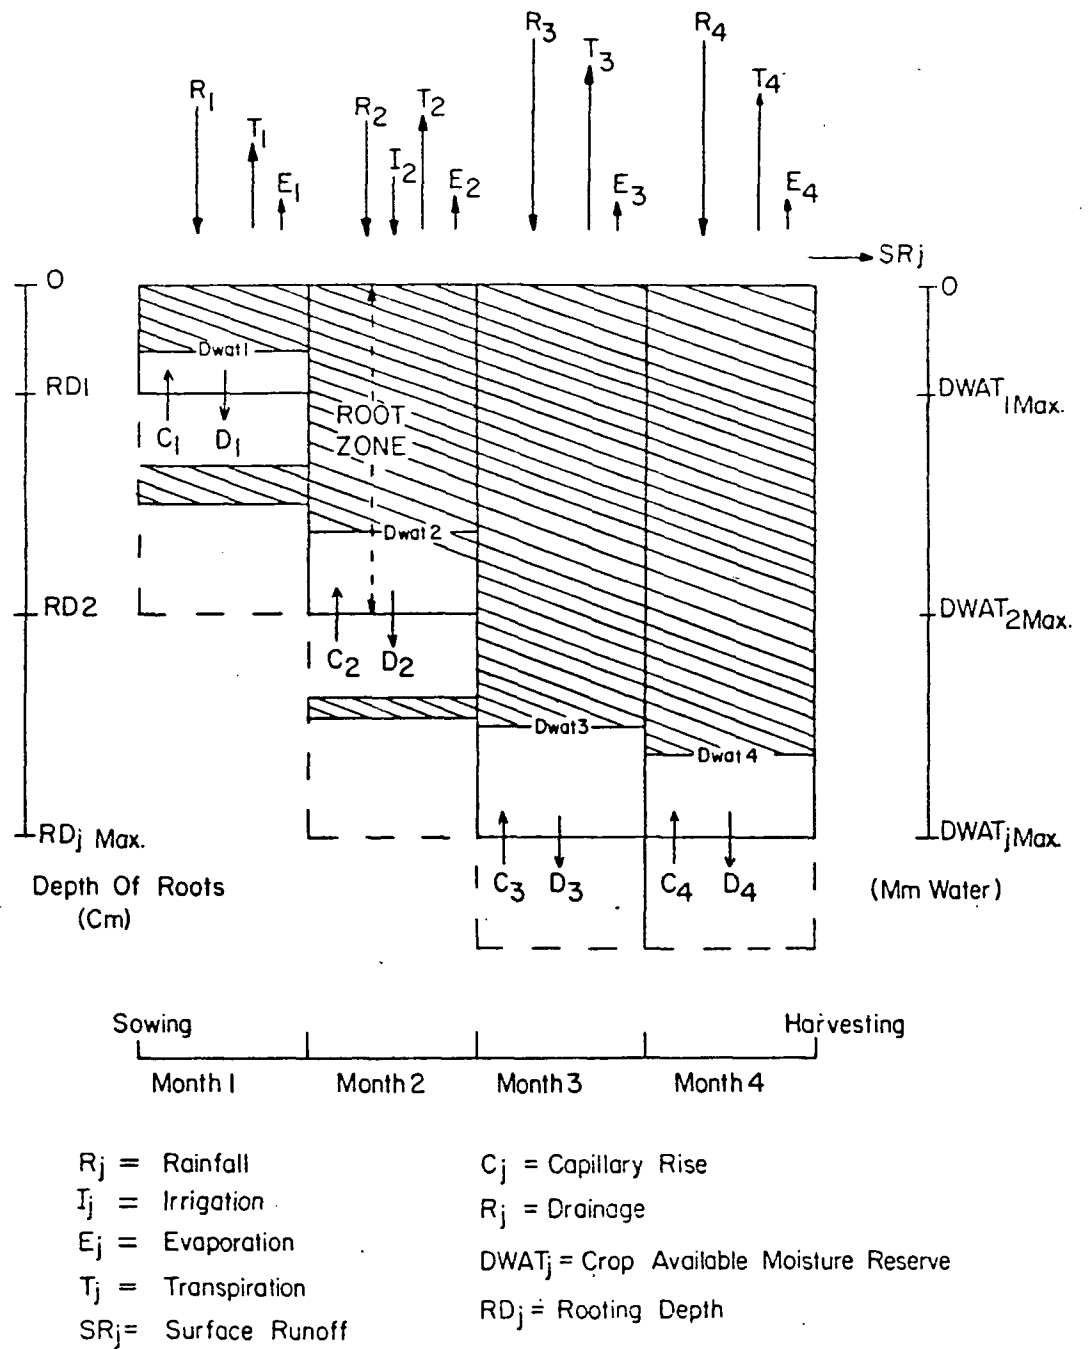 R1 T1 E1 R2 I2 T2 E2 R3 T3 E3 R4 T4 E4
SRj
O O
Dwat1
RD1 DWAT1Max.
C1 D1
ROOT
ZONE
Dwat2
RD2 DWAT2Max.
C2 D2
Dwat3
Dwat4
RDj Max. DWATjMax.
C3 D3 C4 D4
Depth Of Roots
(Cm)
(Mm Water)
Sowing Harvesting
Month 1 Month 2 Month 3 Month 4
Rj = Rainfall
Ij = Irrigation
Ej = Evaporation
Tj = Transpiration
SRj= Surface Runoff
Cj = Capillary Rise
Rj = Drainage
DWATj = Crop Available Moisture Reserve
RDj = Rooting Depth